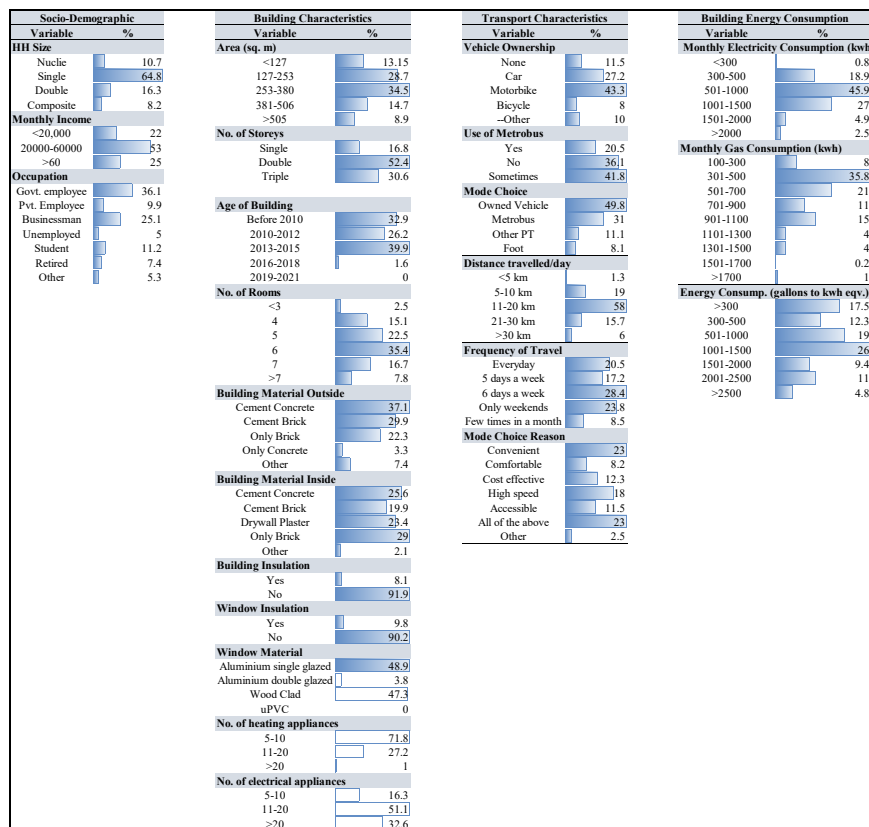 Socio-Demographic
Variable %
HH Size
Nuclie 10.7
Single 64.8
Double 16.3
Composite 8.2
Monthly Income
<20,000 22
20000-60000 53
>60 25
Occupation
Govt. employee 36.1
Pvt. Employee 9.9
Businessman 25.1
Unemployed 5
Student 11.2
Retired 7.4
Other 5.3
Building Characteristics
Variable %
Area (sq. m)
<127 13.15
127-253 28.7
253-380 34.5
381-506 14.7
>505 8.9
No. of Storeys
Single 16.8
Double 52.4
Triple 30.6
Age of Building
Before 2010 32.9
2010-2012 26.2
2013-2015 39.9
2016-2018 1.6
2019-2021 0
No. of Rooms
<3 2.5
4 15.1
5 22.5
6 35.4
7 16.7
>7 7.8
Building Material Outside
Cement Concrete 37.1
Cement Brick 29.9
Only Brick 22.3
Only Concrete 3.3
Other 7.4
Building Material Inside
Cement Concrete 25.6
Cement Brick 19.9
Drywall Plaster 23.4
Only Brick 29
Other 2.1
Building Insulation
Yes 8.1
No 91.9
Window Insulation
Yes 9.8
No 90.2
Window Material
Aluminium single glazed 48.9
Aluminium double glazed 3.8
Wood Clad 47.3
uPVC 0
No. of heating appliances
5-10 71.8
11-20 27.2
>20 1
No. of electrical appliances
5-10 16.3
11-20 51.1
>20 32.6
Transport Characteristics
Variable %
Vehicle Ownership
None 11.5
Car 27.2
Motorbike 43.3
Bicycle 8
--Other 10
Use of Metrobus
Yes 20.5
No 36.1
Sometimes 41.8
Mode Choice
Owned Vehicle 49.8
Metrobus 31
Other PT 11.1
Foot 8.1
Distance travelled/day
<5 km 1.3
5-10 km 19
11-20 km 58
21-30 km 15.7
>30 km 6
Frequency of Travel
Everyday 20.5
5 days a week 17.2
6 days a week 28.4
Only weekends 23.8
Few times in a month 8.5
Mode Choice Reason
Convenient 23
Comfortable 8.2
Cost effective 12.3
High speed 18
Accessible 11.5
All of the above 23
Other 2.5
Building Energy Consumption
Variable %
Monthly Electricity Consumption (kwh)
<300 0.8
300-500 18.9
501-1000 45.9
1001-1500 27
1501-2000 4.9
>2000 2.5
Monthly Gas Consumption (kwh)
100-300 8
301-500 35.8
501-700 21
701-900 11
901-1100 15
1101-1300 4
1301-1500 4
1501-1700 0.2
>1700 1
Energy Consump. (gallons to kwh eqv.)
>300 17.5
300-500 12.3
501-1000 19
1001-1500 26
1501-2000 9.4
2001-2500 11
>2500 4.8